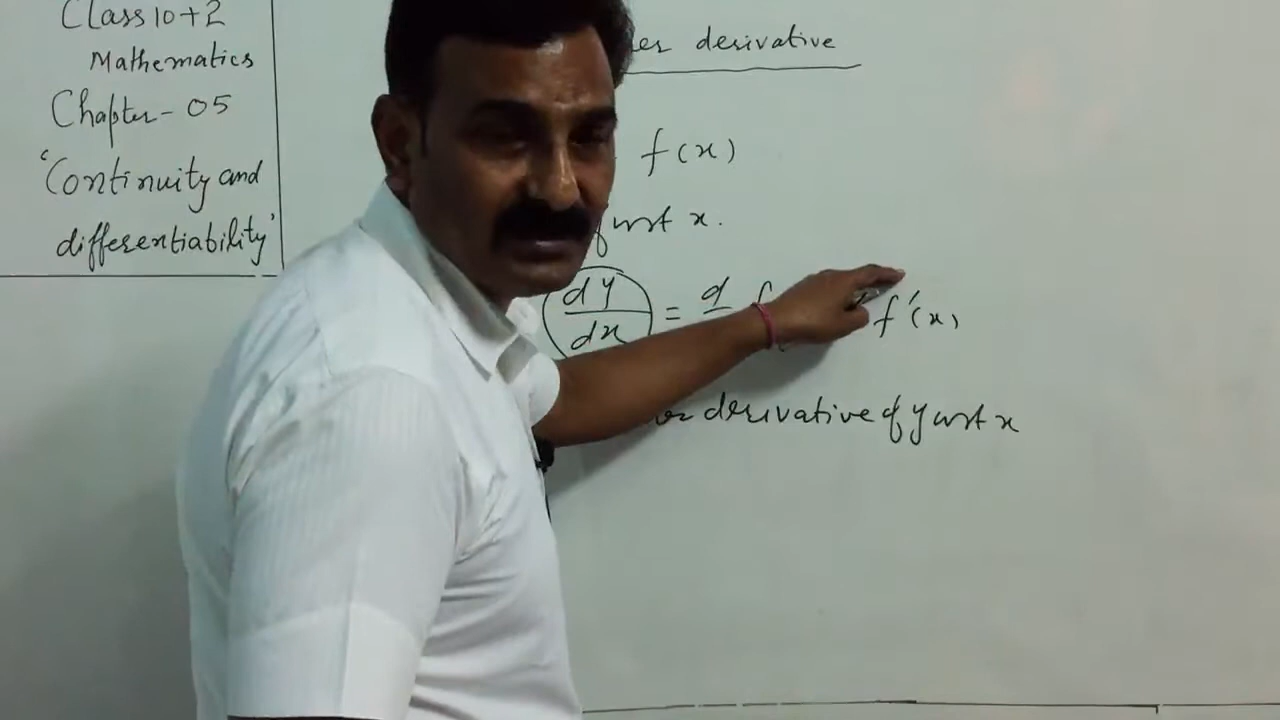 Class 10+2
Mathematics
Chapter - 05
'Continuity and
differentiability'
derivative
f(x)
wrt x.
dy/dx = d f'(x)
derivative of y wrt x